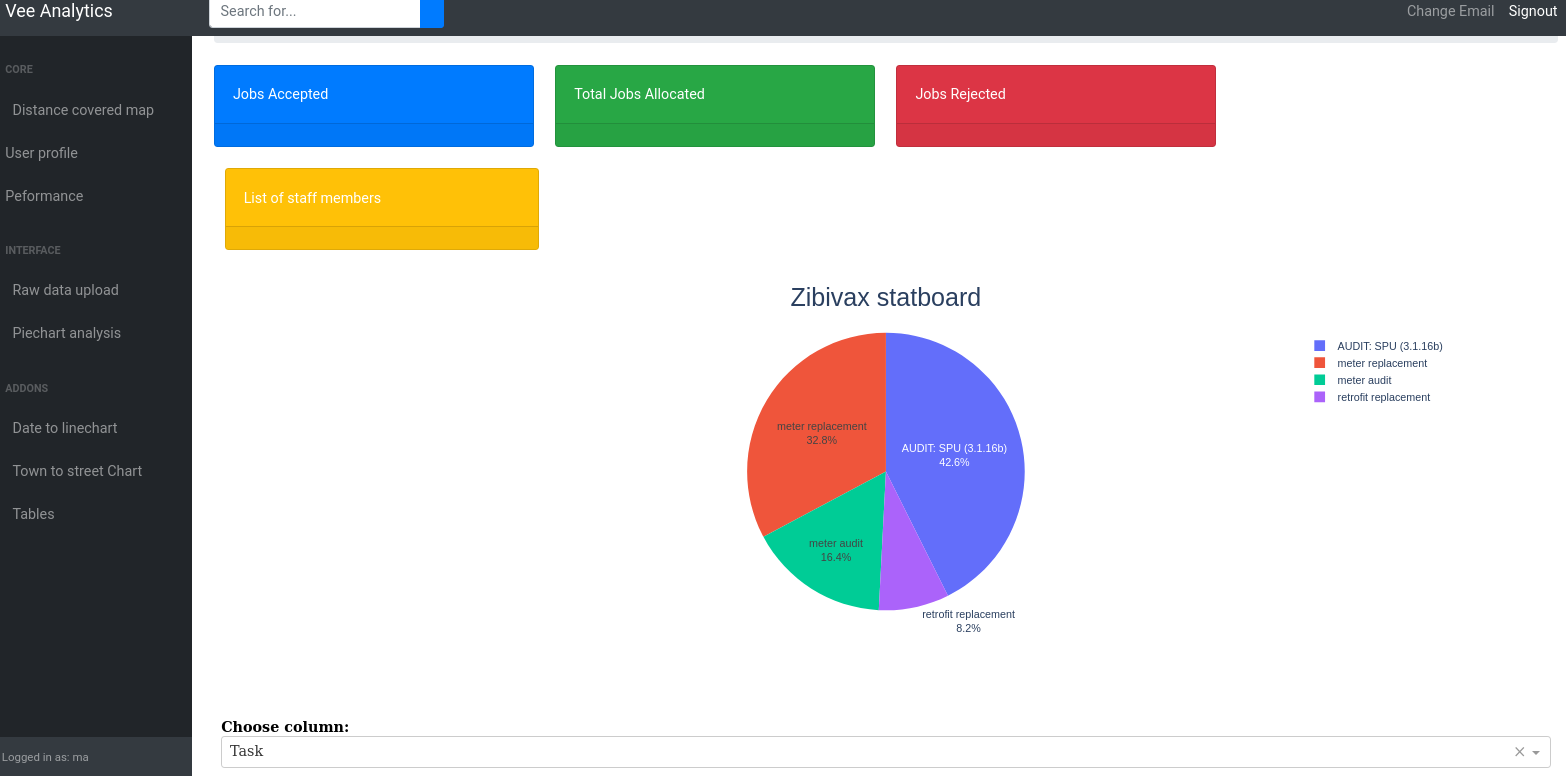 Vee Analytics
Search for...
Change Email
Signout
CORE
Distance covered map
User profile
Peformance
INTERFACE
Raw data upload
Piechart analysis
ADDONS
Date to linechart
Town to street Chart
Tables
Logged in as: ma
Jobs Accepted
Total Jobs Allocated
Jobs Rejected
List of staff members
Zibivax statboard
meter replacement
32.8%
AUDIT: SPU (3.1.16b)
42.6%
meter audit
16.4%
retrofit replacement
8.2%
AUDIT: SPU (3.1.16b)
meter replacement
meter audit
retrofit replacement
Choose column:
Task